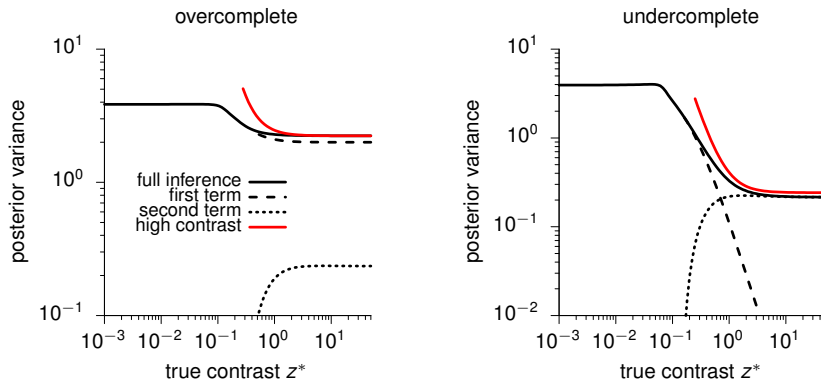 overcomplete
posterior variance
10^1
10^0
10^−1
full inference
first term
second term
high contrast
10^−3 10^−2 10^−1 10^0 10^1
true contrast z*
undercomplete
posterior variance
10^1
10^0
10^−1
10^−2
10^−3 10^−2 10^−1 10^0 10^1
true contrast z*